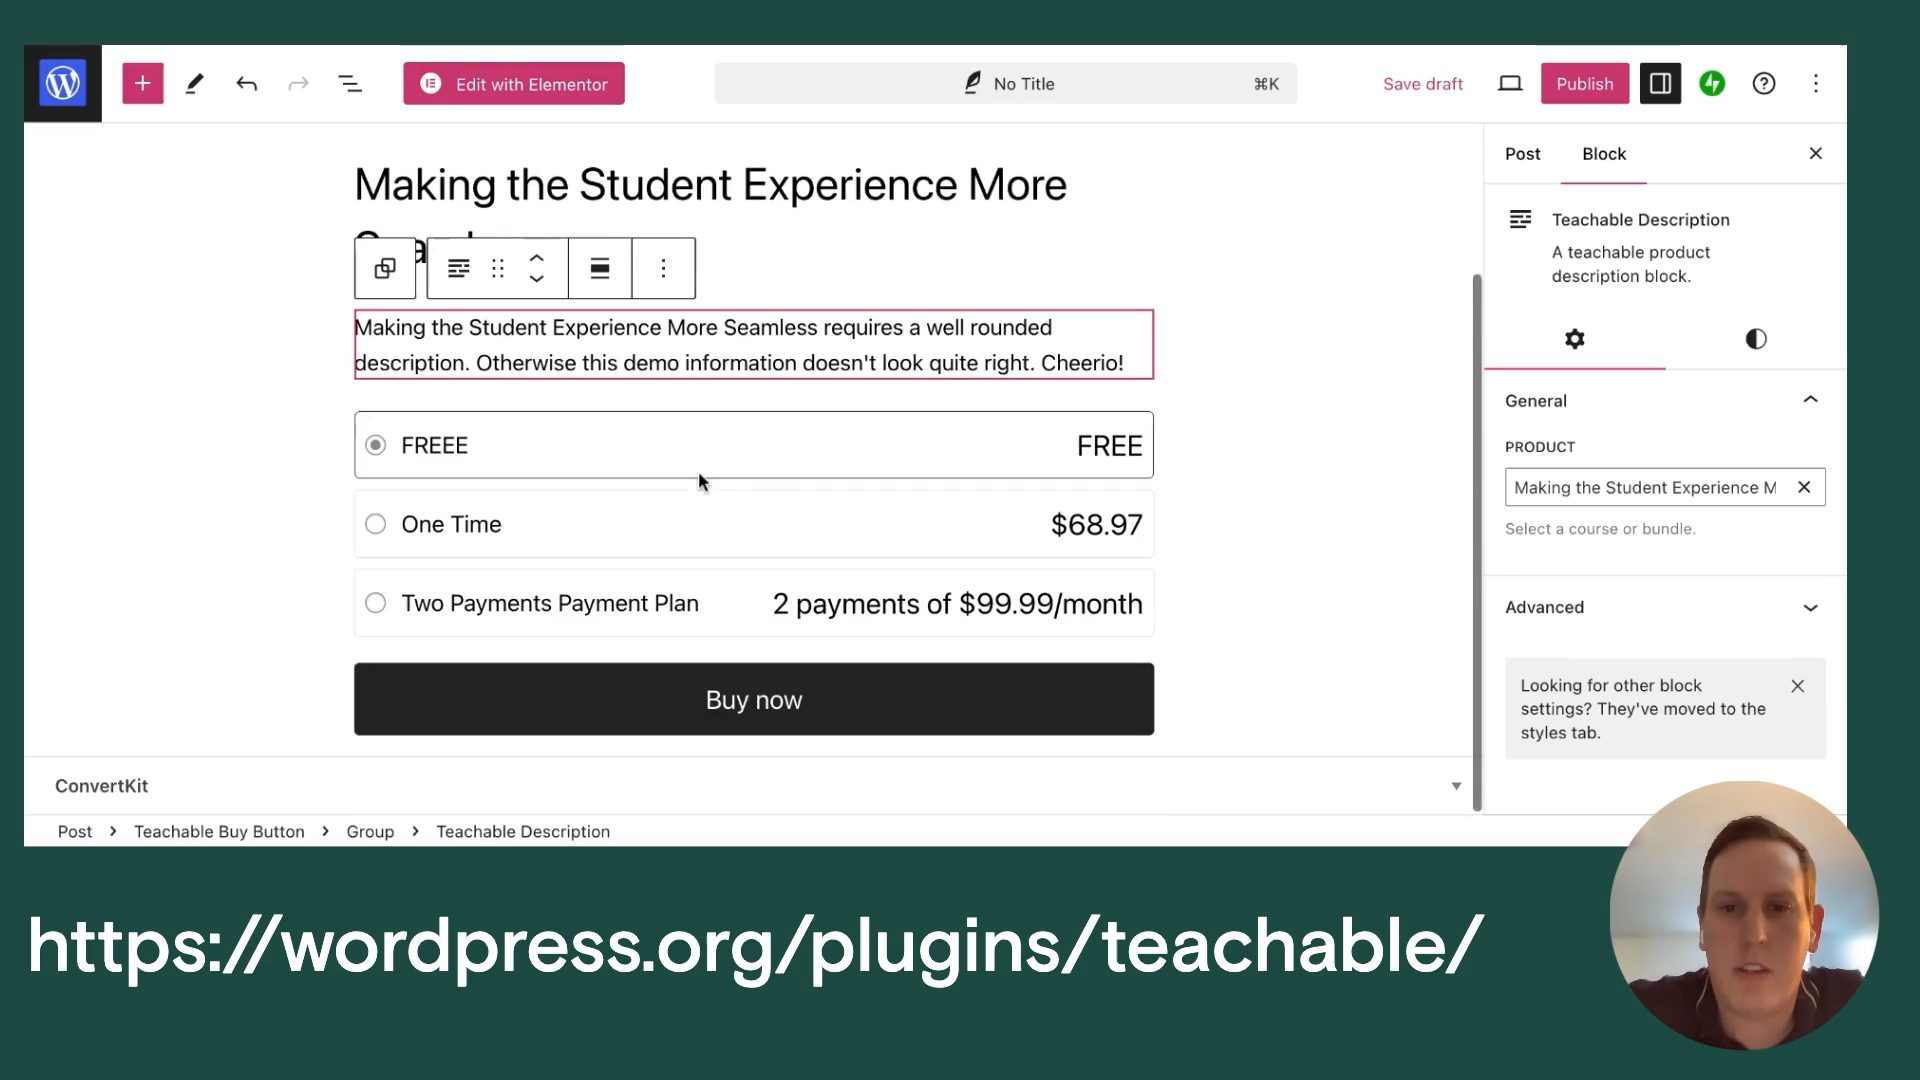 Edit with Elementor
No Title
⌘K
Save draft
Publish
Making the Student Experience More
Making the Student Experience More Seamless requires a well rounded
description. Otherwise this demo information doesn't look quite right. Cheerio!
FREEE
FREE
One Time
$68.97
Two Payments Payment Plan
2 payments of $99.99/month
Buy now
ConvertKit
Post > Teachable Buy Button > Group > Teachable Description
Post
Block
Teachable Description
A teachable product
description block.
General
PRODUCT
Making the Student Experience M
Select a course or bundle.
Advanced
Looking for other block
settings? They've moved to the
styles tab.
https://wordpress.org/plugins/teachable/